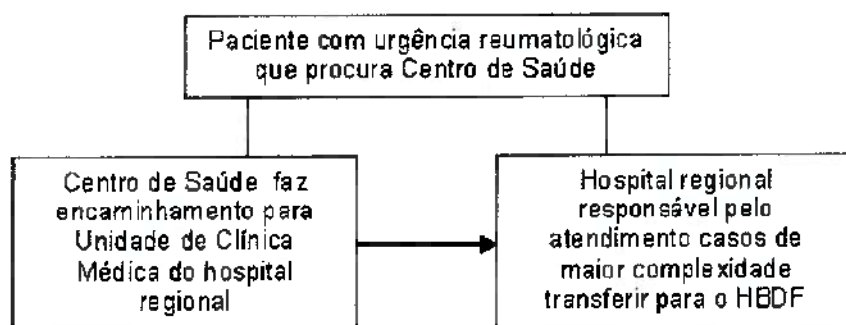 Paciente com urgência reumatológica
que procura Centro de Saúde
Centro de Saúde faz
encaminhamento para
Unidade de Clínica
Médica do hospital
regional
Hospital regional
responsável pelo
atendimento casos de
maior complexidade
transferir para o HBDF